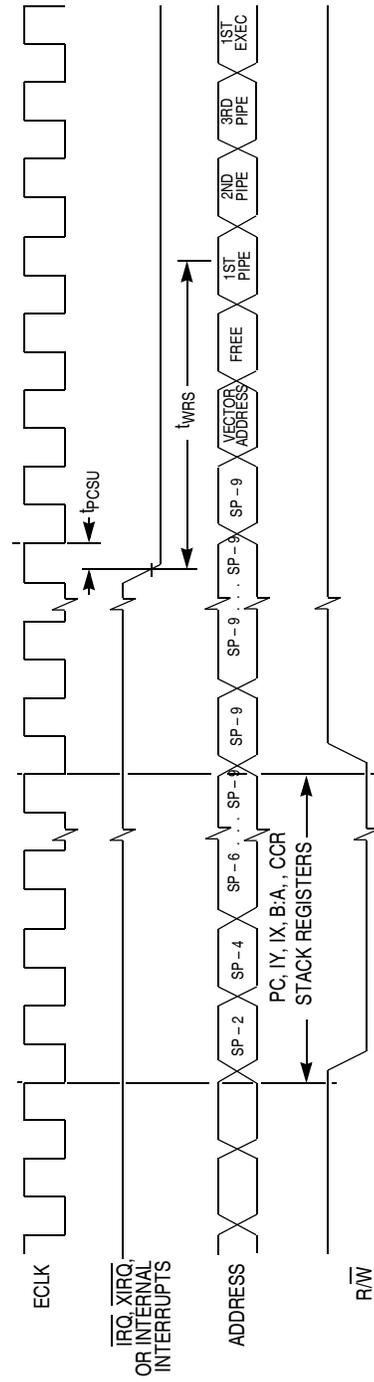 ECLK
IRQ, XIRQ,
OR INTERNAL
INTERRUPTS
tPCSU
tWRS
ADDRESS
SP – 2
SP – 4
SP – 6 . . . SP – 9
SP – 9
SP – 9 . . . SP – 9
SP – 9
VECTOR
ADDRESS
FREE
1ST
PIPE
2ND
PIPE
3RD
PIPE
1ST
EXEC
PC, IY, IX, B:A, , CCR
STACK REGISTERS
R/W